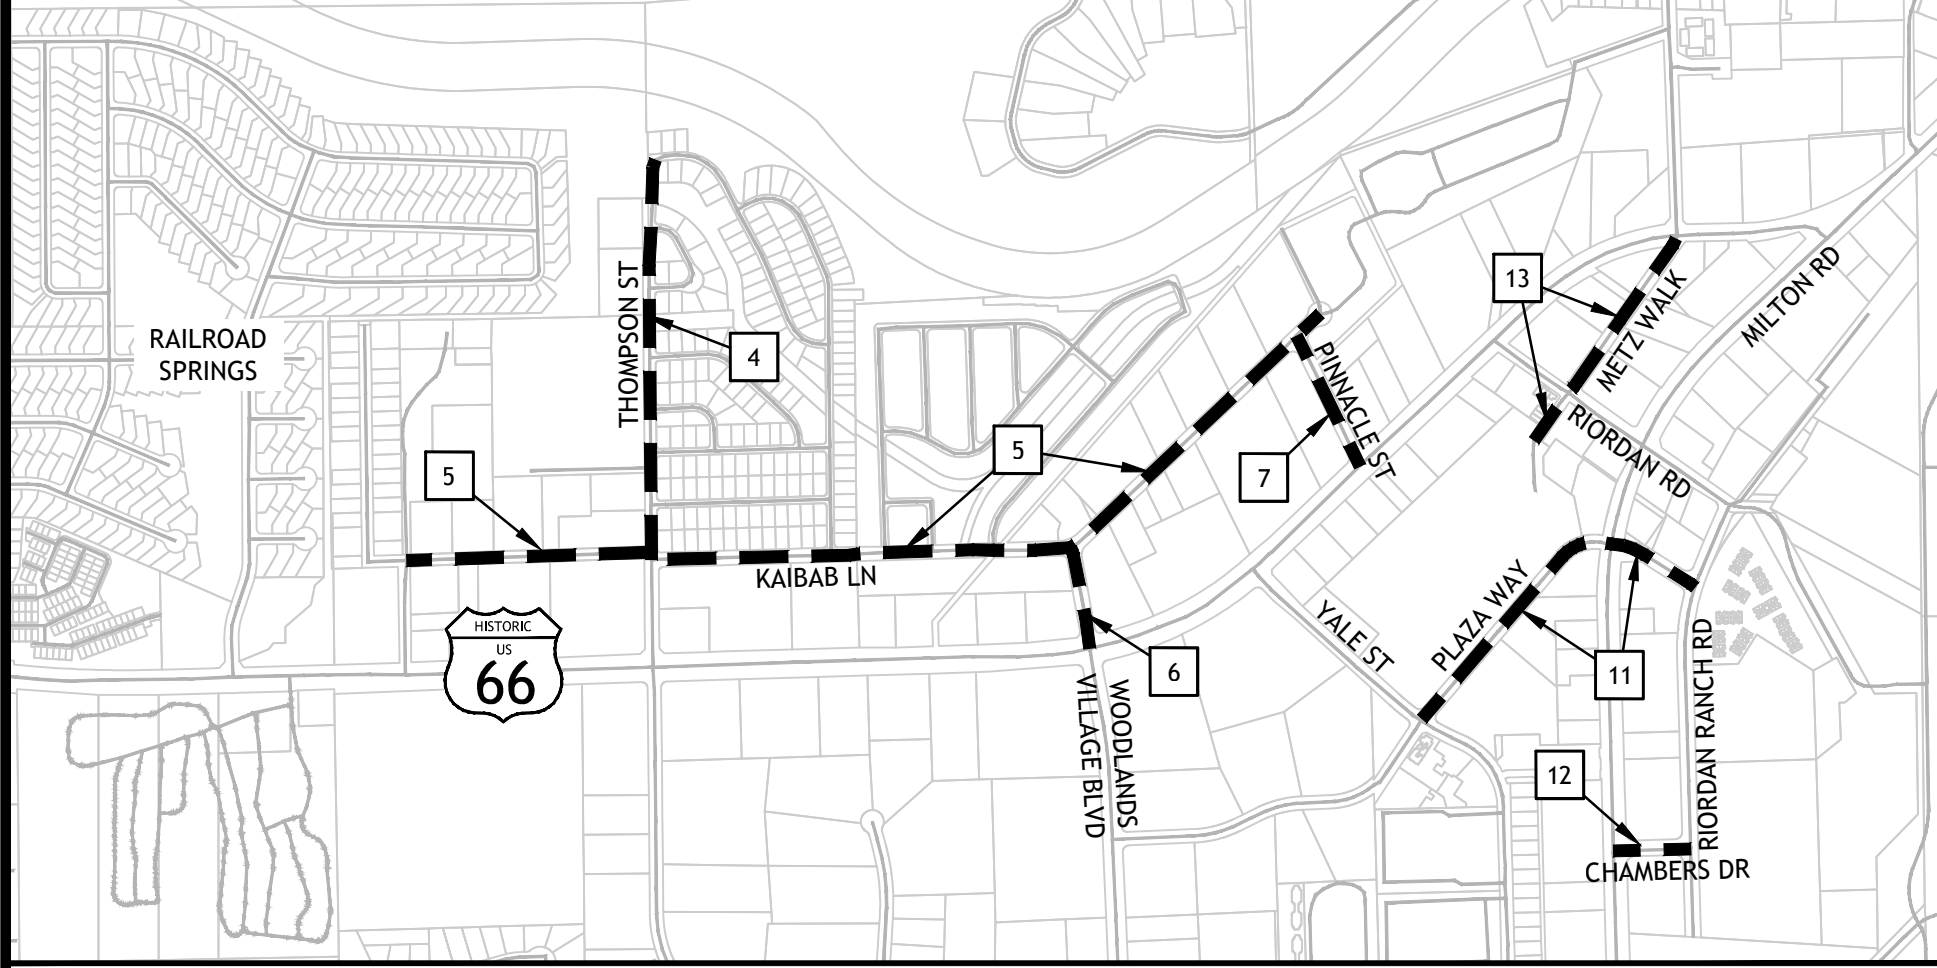 RAILROAD
SPRINGS
THOMPSON ST
4
5
5
KAIBAB LN
HISTORIC
US
66
6
WOODLANDS
VILLAGE BLVD
PINNACLE ST
7
13
METZ WALK
MILTON RD
RIORDAN RD
YALE ST
PLAZA WAY
11
RIORDAN RANCH RD
12
CHAMBERS DR